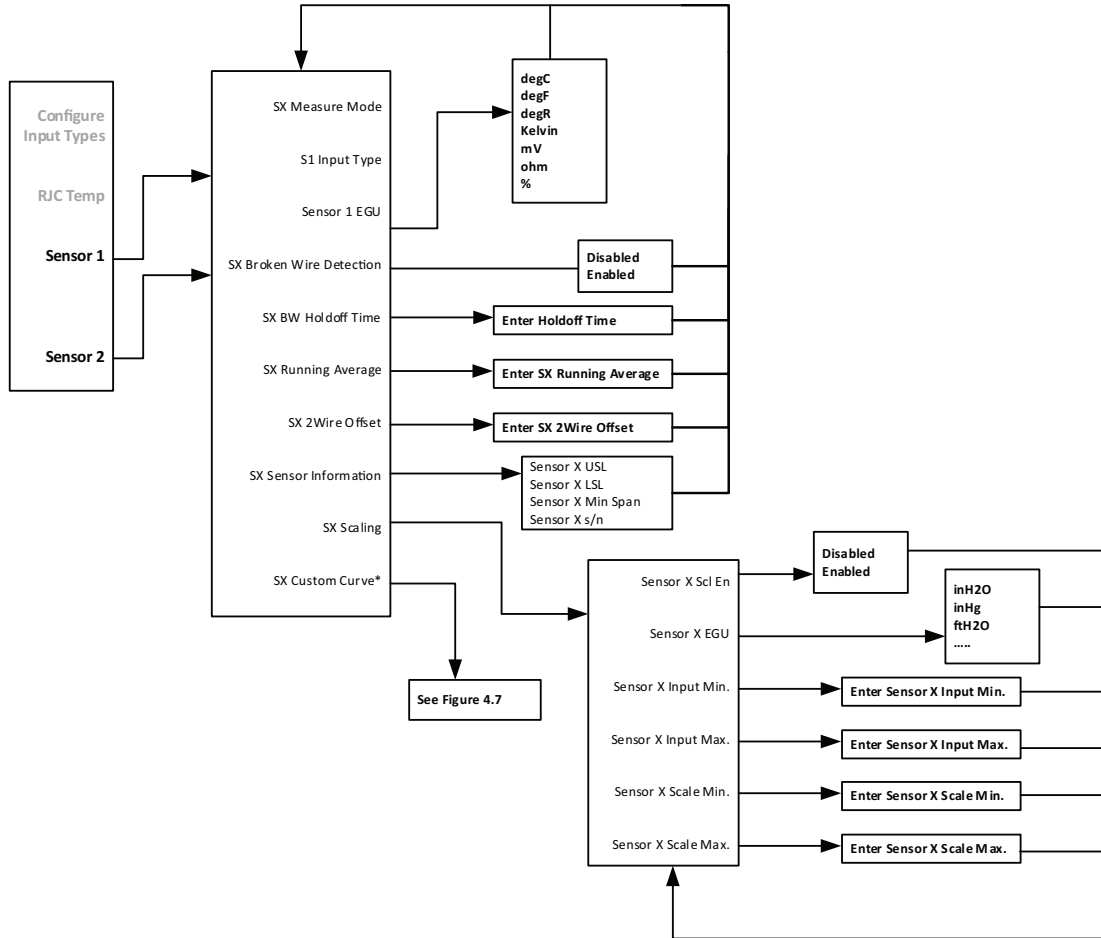 Configure
Input Types
RJC Temp
Sensor 1
Sensor 2
SX Measure Mode
S1 Input Type
Sensor 1 EGU
SX Broken Wire Detection
SX BW Holdoff Time
SX Running Average
SX 2Wire Offset
SX Sensor Information
SX Scaling
SX Custom Curve*
degC
degF
degR
Kelvin
mV
ohm
%
Disabled
Enabled
Enter Holdoff Time
Enter SX Running Average
Enter SX 2Wire Offset
Sensor X USL
Sensor X LSL
Sensor X Min Span
Sensor X s/n
See Figure 4.7
Sensor X Scl En
Sensor X EGU
Sensor X Input Min.
Sensor X Input Max.
Sensor X Scale Min.
Sensor X Scale Max.
Disabled
Enabled
inH2O
inHg
ftH2O
.....
Enter Sensor X Input Min.
Enter Sensor X Input Max.
Enter Sensor X Scale Min.
Enter Sensor X Scale Max.